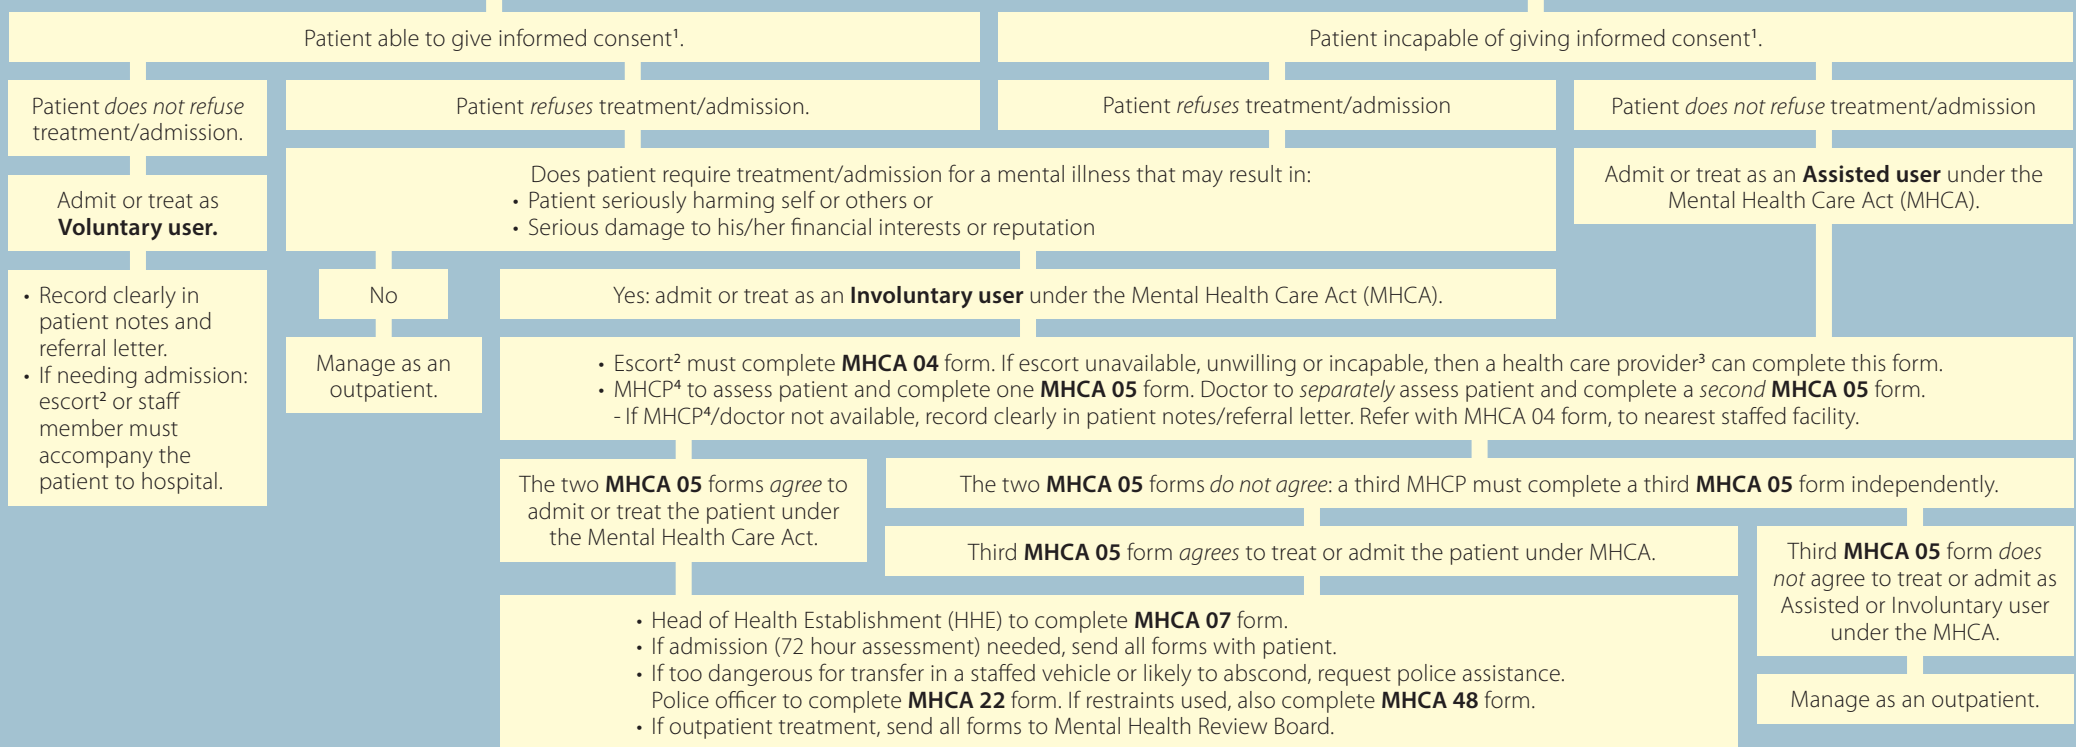 Patient able to give informed consent¹.
Patient incapable of giving informed consent¹.
Patient does not refuse
treatment/admission.
Patient refuses treatment/admission.
Patient refuses treatment/admission
Patient does not refuse treatment/admission
Admit or treat as
Voluntary user.
Does patient require treatment/admission for a mental illness that may result in:
• Patient seriously harming self or others or
• Serious damage to his/her financial interests or reputation
Admit or treat as an Assisted user under the
Mental Health Care Act (MHCA).
• Record clearly in
patient notes and
referral letter.
• If needing admission:
escort² or staff
member must
accompany the
patient to hospital.
No
Yes: admit or treat as an Involuntary user under the Mental Health Care Act (MHCA).
Manage as an
outpatient.
• Escort² must complete MHCA 04 form. If escort unavailable, unwilling or incapable, then a health care provider³ can complete this form.
• MHCP⁴ to assess patient and complete one MHCA 05 form. Doctor to separately assess patient and complete a second MHCA 05 form.
- If MHCP⁴/doctor not available, record clearly in patient notes/referral letter. Refer with MHCA 04 form, to nearest staffed facility.
The two MHCA 05 forms agree to
admit or treat the patient under
the Mental Health Care Act.
The two MHCA 05 forms do not agree: a third MHCP must complete a third MHCA 05 form independently.
Third MHCA 05 form agrees to treat or admit the patient under MHCA.
Third MHCA 05 form does
not agree to treat or admit as
Assisted or Involuntary user
under the MHCA.
• Head of Health Establishment (HHE) to complete MHCA 07 form.
• If admission (72 hour assessment) needed, send all forms with patient.
• If too dangerous for transfer in a staffed vehicle or likely to abscond, request police assistance.
Police officer to complete MHCA 22 form. If restraints used, also complete MHCA 48 form.
• If outpatient treatment, send all forms to Mental Health Review Board.
Manage as an outpatient.